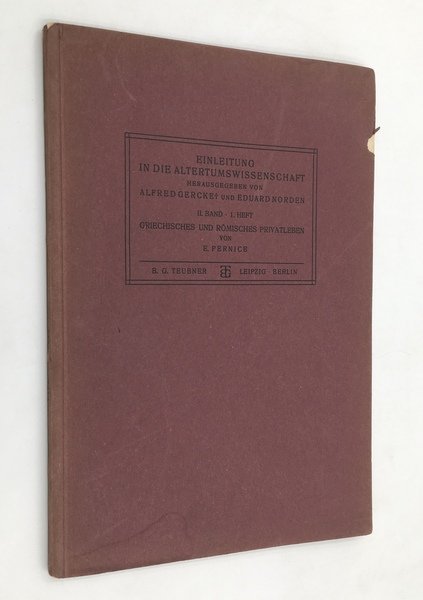 EINLEITUNG
IN DIE ALTERTUMSWISSENSCHAFT
HERAUSGEGEBEN VON
ALFRED GERCKE† UND EDUARD NORDEN
II. BAND · 1. HEFT
GRIECHISCHES UND RÖMISCHES PRIVATLEBEN
VON
E. PERNICE
B. G. TEUBNER BGT LEIPZIG · BERLIN